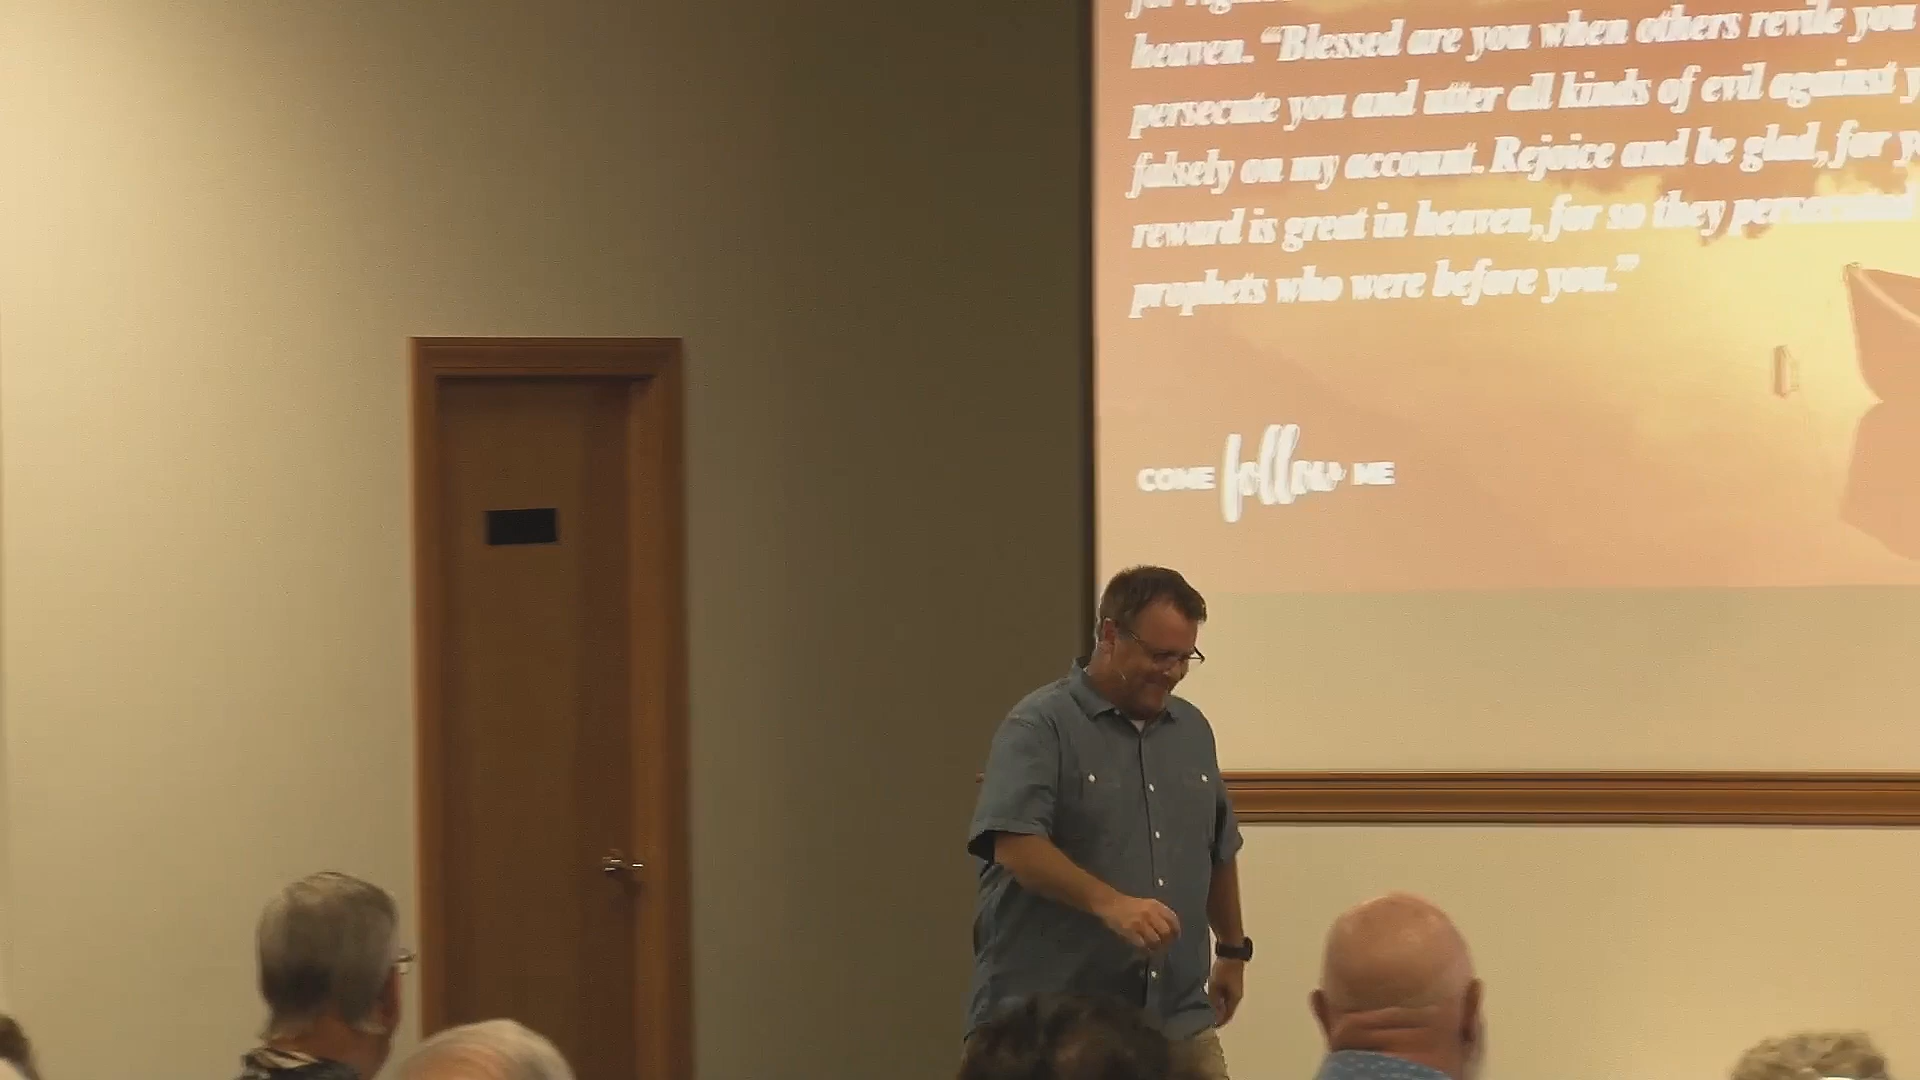 heaven. “Blessed are you when others revile you
persecute you and utter all kinds of evil against
falsely on my account. Rejoice and be glad, for
reward is great in heaven, for so they persecuted
prophets who were before you.”
COME follow ME